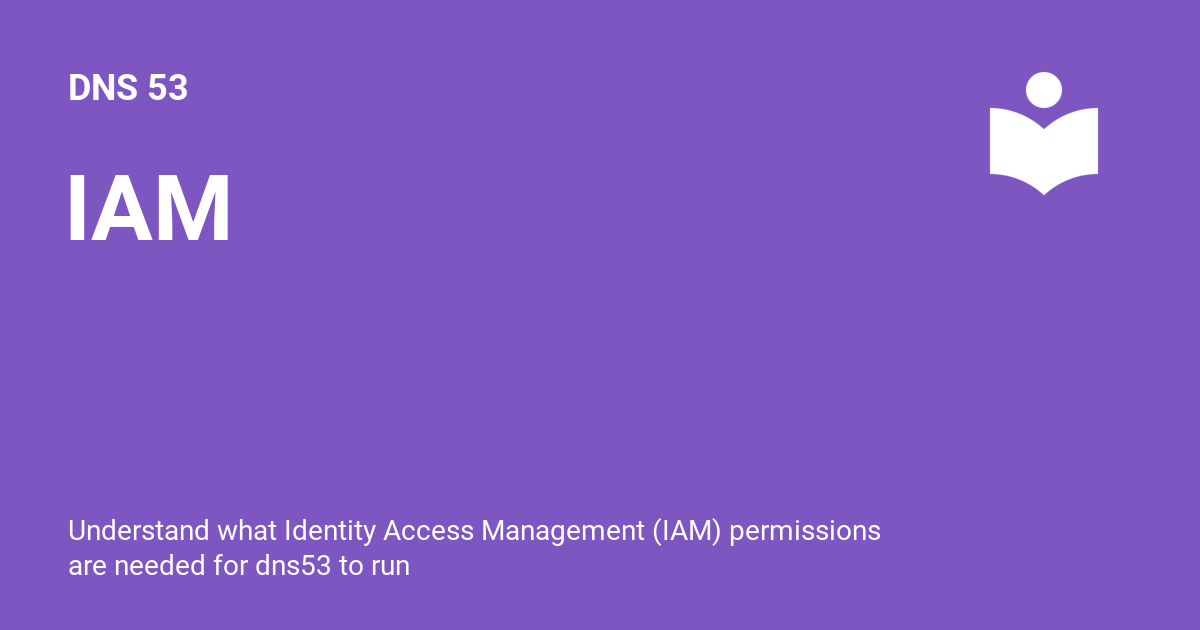 DNS 53
IAM
Understand what Identity Access Management (IAM) permissions
are needed for dns53 to run